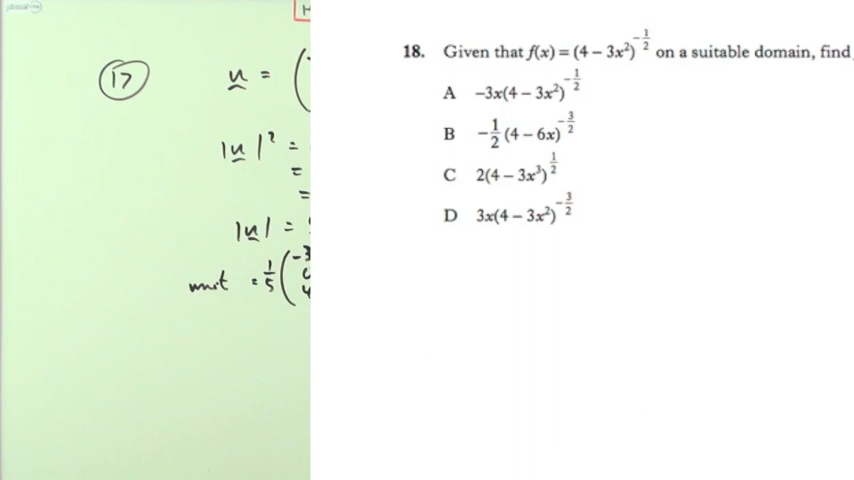 17 u = (
|u|² =
=
=
|u| =
unit = 1/5 ( -3
18. Given that f(x) = (4 – 3x²)^(-1/2) on a suitable domain, find
A –3x(4 – 3x²)^(-1/2)
B –1/2 (4 – 6x)^(-3/2)
C 2(4 – 3x³)^(1/2)
D 3x(4 – 3x²)^(-3/2)